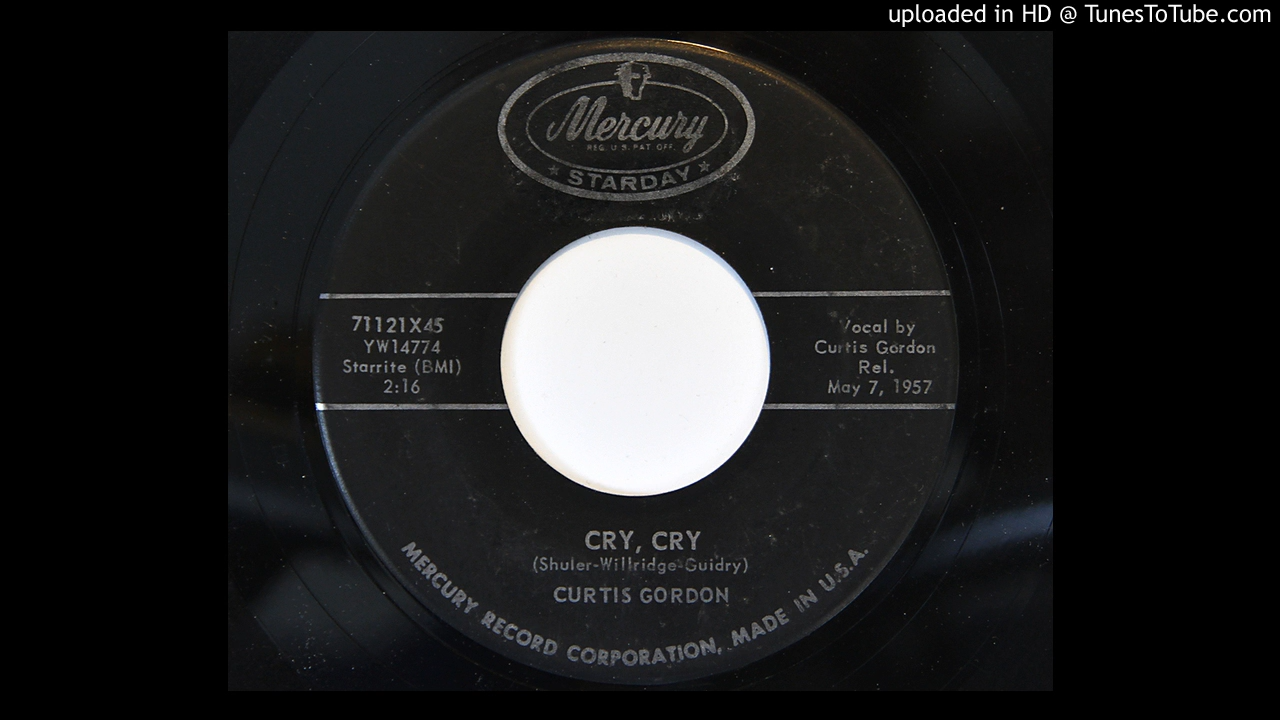 uploaded in HD @ TunesToTube.com
Mercury
REG. U.S. PAT. OFF.
STARDAY
71121X45
YW14774
Starrite (BMI)
2:16
Vocal by
Curtis Gordon
Rel.
May 7, 1957
CRY, CRY
(Shuler-Willridge-Guidry)
CURTIS GORDON
MERCURY RECORD CORPORATION, MADE IN U.S.A.